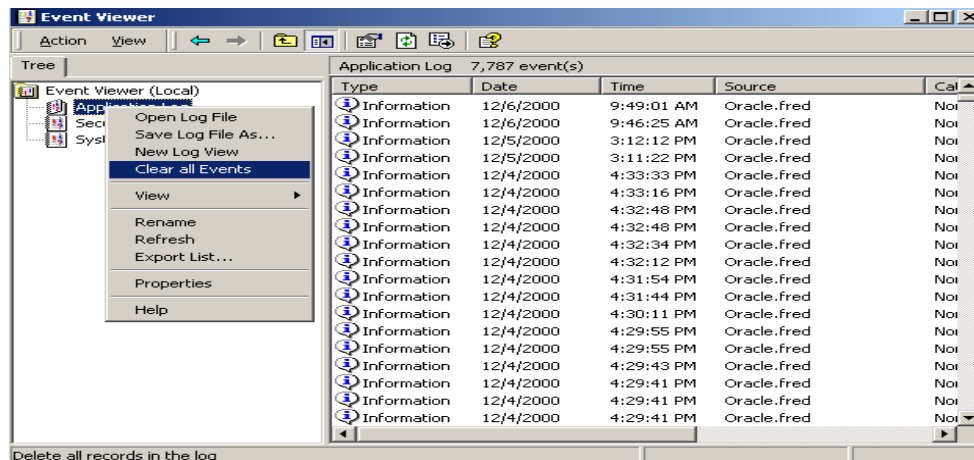 Event Viewer
Action View
Tree
Application Log 7,787 event(s)
Event Viewer (Local)
Open Log File
Save Log File As...
New Log View
Clear all Events
View
Rename
Refresh
Export List...
Properties
Help
Type Date Time Source
Information 12/6/2000 9:49:01 AM Oracle.fred
Information 12/6/2000 9:46:25 AM Oracle.fred
Information 12/5/2000 3:12:12 PM Oracle.fred
Information 12/5/2000 3:11:22 PM Oracle.fred
Information 12/4/2000 4:33:33 PM Oracle.fred
Information 12/4/2000 4:33:16 PM Oracle.fred
Information 12/4/2000 4:32:48 PM Oracle.fred
Information 12/4/2000 4:32:48 PM Oracle.fred
Information 12/4/2000 4:32:34 PM Oracle.fred
Information 12/4/2000 4:32:12 PM Oracle.fred
Information 12/4/2000 4:31:54 PM Oracle.fred
Information 12/4/2000 4:31:44 PM Oracle.fred
Information 12/4/2000 4:30:11 PM Oracle.fred
Information 12/4/2000 4:29:55 PM Oracle.fred
Information 12/4/2000 4:29:55 PM Oracle.fred
Information 12/4/2000 4:29:43 PM Oracle.fred
Information 12/4/2000 4:29:41 PM Oracle.fred
Information 12/4/2000 4:29:41 PM Oracle.fred
Information 12/4/2000 4:29:41 PM Oracle.fred
Delete all records in the log